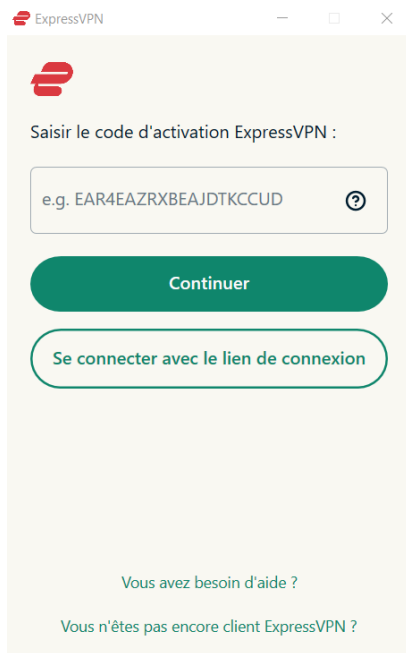 ExpressVPN
Saisir le code d'activation ExpressVPN :
e.g. EAR4EAZRXBEAJDTKCCUD
Continuer
Se connecter avec le lien de connexion
Vous avez besoin d'aide ?
Vous n'êtes pas encore client ExpressVPN ?